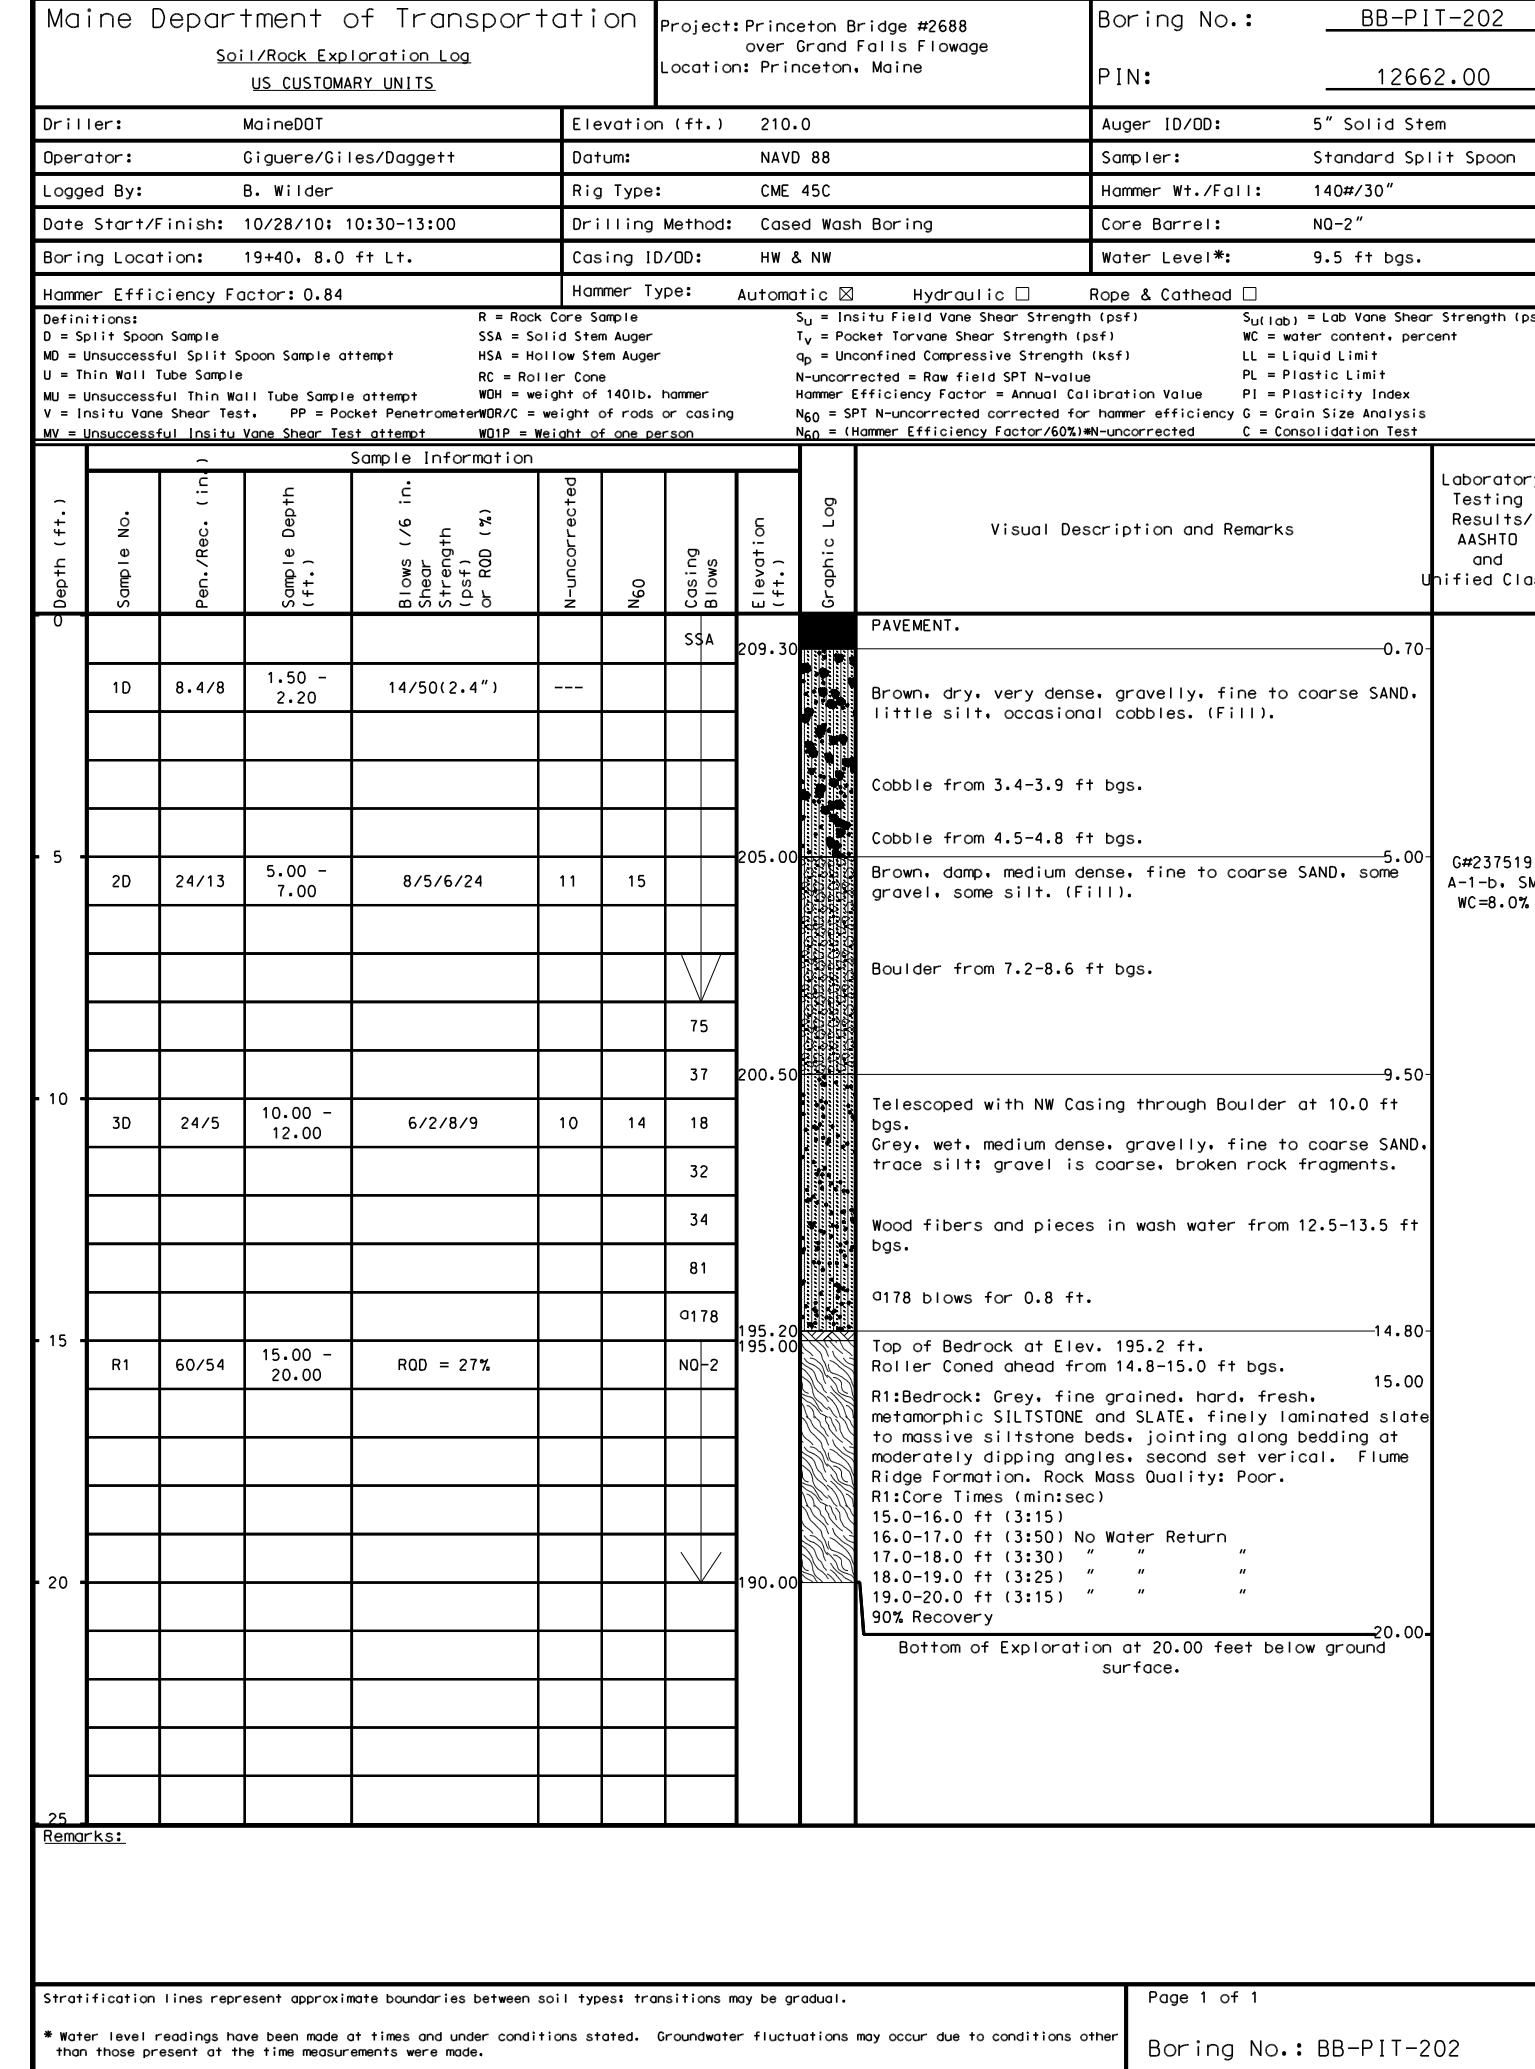 Maine Department of Transportation
Soil/Rock Exploration Log
US CUSTOMARY UNITS
Project: Princeton Bridge #2688
over Grand Falls Flowage
Location: Princeton, Maine
Boring No.: BB-PIT-202
PIN: 12662.00
Driller: MaineDOT
Elevation (ft.) 210.0
Auger ID/OD: 5" Solid Stem
Operator: Giguere/Giles/Daggett
Datum: NAVD 88
Sampler: Standard Split Spoon
Logged By: B. Wilder
Rig Type: CME 45C
Hammer Wt./Fall: 140#/30"
Date Start/Finish: 10/28/10; 10:30-13:00
Drilling Method: Cased Wash Boring
Core Barrel: NQ-2"
Boring Location: 19+40, 8.0 ft Lt.
Casing ID/OD: HW & NW
Water Level*: 9.5 ft bgs.
Hammer Efficiency Factor: 0.84
Hammer Type: Automatic ☒ Hydraulic ☐ Rope & Cathead ☐
Definitions:
D = Split Spoon Sample
MD = Unsuccessful Split Spoon Sample attempt
U = Thin Wall Tube Sample
MU = Unsuccessful Thin Wall Tube Sample attempt
V = Insitu Vane Shear Test, PP = Pocket Penetrometer
MV = Unsuccessful Insitu Vane Shear Test attempt
R = Rock Core Sample
SSA = Solid Stem Auger
HSA = Hollow Stem Auger
RC = Roller Cone
WOH = weight of 140lb. hammer
WOR/C = weight of rods or casing
WO1P = Weight of one person
Su = Insitu Field Vane Shear Strength (psf)
Tv = Pocket Torvane Shear Strength (psf)
qp = Unconfined Compressive Strength (ksf)
N-uncorrected = Raw field SPT N-value
Hammer Efficiency Factor = Annual Calibration Value
N60 = SPT N-uncorrected corrected for hammer efficiency
N60 = (Hammer Efficiency Factor/60%)*N-uncorrected
Su(lab) = Lab Vane Shear Strength (ps
WC = water content, percent
LL = Liquid Limit
PL = Plastic Limit
PI = Plasticity Index
G = Grain Size Analysis
C = Consolidation Test
Sample Information
Depth (ft.)
Sample No.
Pen./Rec. (in.)
Sample Depth
(ft.)
Blows (/6 in.
Shear
Strength
(psf)
or RQD (%)
N-uncorrected
N60
Casing
Blows
Elevation
(ft.)
Graphic Log
Visual Description and Remarks
Laborator
Testing
Results/
AASHTO
and
Unified Cla
0
SSA
PAVEMENT.
209.30
0.70
1D 8.4/8 1.50 - 2.20 14/50(2.4") ---
Brown, dry, very dense, gravelly, fine to coarse SAND,
little silt, occasional cobbles. (Fill).
Cobble from 3.4-3.9 ft bgs.
Cobble from 4.5-4.8 ft bgs.
5
205.00
5.00
2D 24/13 5.00 - 7.00 8/5/6/24 11 15
Brown, damp, medium dense, fine to coarse SAND, some
gravel, some silt. (Fill).
G#237519
A-1-b, SM
WC=8.0%
Boulder from 7.2-8.6 ft bgs.
75
37
200.50
9.50
10
3D 24/5 10.00 - 12.00 6/2/8/9 10 14 18
Telescoped with NW Casing through Boulder at 10.0 ft
bgs.
Grey, wet, medium dense, gravelly, fine to coarse SAND,
trace silt; gravel is coarse, broken rock fragments.
32
34
Wood fibers and pieces in wash water from 12.5-13.5 ft
bgs.
81
a178
a178 blows for 0.8 ft.
195.20
14.80
15
195.00
R1 60/54 15.00 - 20.00 RQD = 27% NQ-2
Top of Bedrock at Elev. 195.2 ft.
Roller Coned ahead from 14.8-15.0 ft bgs.
15.00
R1:Bedrock: Grey, fine grained, hard, fresh,
metamorphic SILTSTONE and SLATE, finely laminated slate
to massive siltstone beds, jointing along bedding at
moderately dipping angles, second set verical. Flume
Ridge Formation. Rock Mass Quality: Poor.
R1:Core Times (min:sec)
15.0-16.0 ft (3:15)
16.0-17.0 ft (3:50) No Water Return
17.0-18.0 ft (3:30) " " "
18.0-19.0 ft (3:25) " " "
19.0-20.0 ft (3:15) " " "
90% Recovery
20
190.00
20.00
Bottom of Exploration at 20.00 feet below ground
surface.
25
Remarks:
Stratification lines represent approximate boundaries between soil types; transitions may be gradual.
* Water level readings have been made at times and under conditions stated. Groundwater fluctuations may occur due to conditions other
than those present at the time measurements were made.
Page 1 of 1
Boring No.: BB-PIT-202